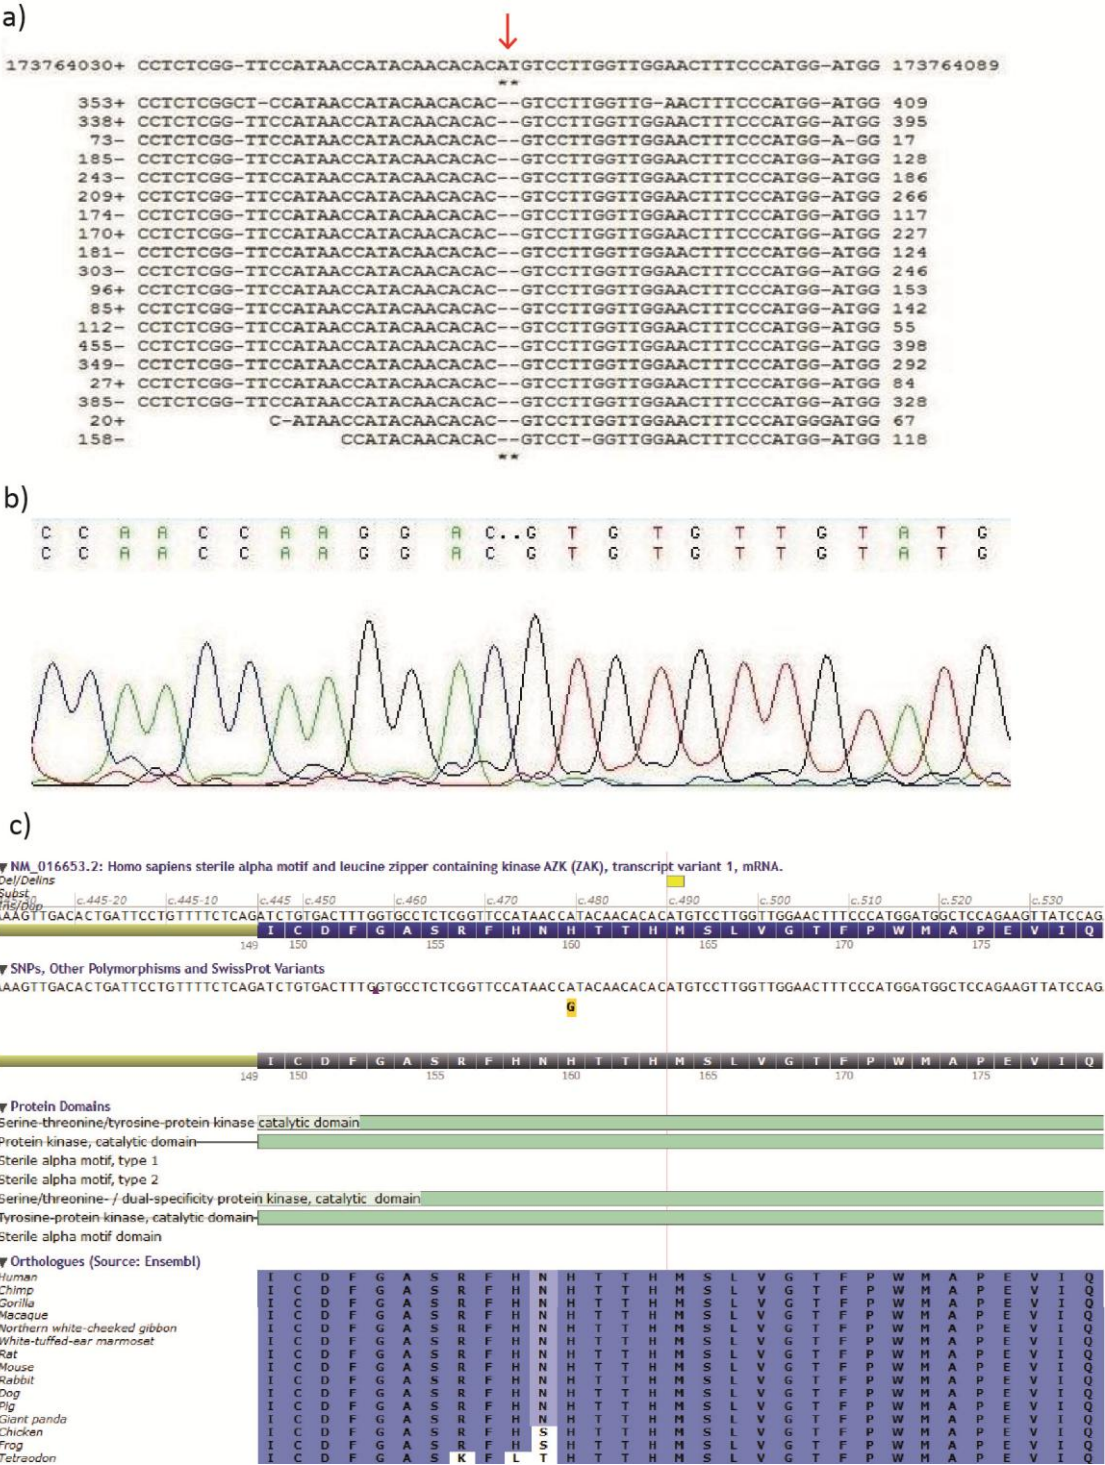 a)
173764030+ CCTCTCGG-TTCCATAACCATACAACACACATGTCCTTGGTTGGAACTTTCCCATGG-ATGG 173764089
**
353+ CCTCTCGGCT-CCATAACCATACAACACAC--GTCCTTGGTTG-AACTTTCCCATGG-ATGG 409
338+ CCTCTCGG-TTCCATAACCATACAACACAC--GTCCTTGGTTGGAACTTTCCCATGG-ATGG 395
73- CCTCTCGG-TTCCATAACCATACAACACAC--GTCCTTGGTTGGAACTTTCCCATGG-A-GG 17
185- CCTCTCGG-TTCCATAACCATACAACACAC--GTCCTTGGTTGGAACTTTCCCATGG-ATGG 128
243- CCTCTCGG-TTCCATAACCATACAACACAC--GTCCTTGGTTGGAACTTTCCCATGG-ATGG 186
209+ CCTCTCGG-TTCCATAACCATACAACACAC--GTCCTTGGTTGGAACTTTCCCATGG-ATGG 266
174- CCTCTCGG-TTCCATAACCATACAACACAC--GTCCTTGGTTGGAACTTTCCCATGG-ATGG 117
170+ CCTCTCGG-TTCCATAACCATACAACACAC--GTCCTTGGTTGGAACTTTCCCATGG-ATGG 227
181- CCTCTCGG-TTCCATAACCATACAACACAC--GTCCTTGGTTGGAACTTTCCCATGG-ATGG 124
303- CCTCTCGG-TTCCATAACCATACAACACAC--GTCCTTGGTTGGAACTTTCCCATGG-ATGG 246
96+ CCTCTCGG-TTCCATAACCATACAACACAC--GTCCTTGGTTGGAACTTTCCCATGG-ATGG 153
85+ CCTCTCGG-TTCCATAACCATACAACACAC--GTCCTTGGTTGGAACTTTCCCATGG-ATGG 142
112- CCTCTCGG-TTCCATAACCATACAACACAC--GTCCTTGGTTGGAACTTTCCCATGG-ATGG 55
455- CCTCTCGG-TTCCATAACCATACAACACAC--GTCCTTGGTTGGAACTTTCCCATGG-ATGG 398
349- CCTCTCGG-TTCCATAACCATACAACACAC--GTCCTTGGTTGGAACTTTCCCATGG-ATGG 292
27+ CCTCTCGG-TTCCATAACCATACAACACAC--GTCCTTGGTTGGAACTTTCCCATGG-ATGG 84
385- CCTCTCGG-TTCCATAACCATACAACACAC--GTCCTTGGTTGGAACTTTCCCATGG-ATGG 328
20+ C-ATAACCATACAACACAC--GTCCTTGGTTGGAACTTTCCCATGGGATGG 67
158- CCATACAACACAC--GTCCT-GGTTGGAACTTTCCCATGG-ATGG 118
**
b)
C C A A C C A A G G A C . . G T G T G T T G T A T G
C C A A C C A A G G A C G T G T G T T G T A T G
c)
NM_016653.2: Homo sapiens sterile alpha motif and leucine zipper containing kinase AZK (ZAK), transcript variant 1, mRNA.
Del/Delins
Subst
Ins/Dup c.445-20 c.445-10 c.445 c.450 c.460 c.470 c.480 c.490 c.500 c.510 c.520 c.530
AAGTTGACACTGATTCCTGTTTTCTCAGATCTGTGACTTTGGTGCCTCTCGGTTCCATAACCATACAACACACATGTCCTTGGTTGGAACTTTCCCATGGATGGCTCCAGAAGTTATCCAG
I C D F G A S R F H N H T T H M S L V G T F P W M A P E V I Q
149 150 155 160 165 170 175
SNPs, Other Polymorphisms and SwissProt Variants
AAGTTGACACTGATTCCTGTTTTCTCAGATCTGTGACTTTGGTGCCTCTCGGTTCCATAACCATACAACACACATGTCCTTGGTTGGAACTTTCCCATGGATGGCTCCAGAAGTTATCCAG
G
I C D F G A S R F H N H T T H M S L V G T F P W M A P E V I Q
149 150 155 160 165 170 175
Protein Domains
Serine-threonine/tyrosine-protein kinase catalytic domain
Protein kinase, catalytic domain
Sterile alpha motif, type 1
Sterile alpha motif, type 2
Serine/threonine- / dual-specificity protein kinase, catalytic domain
Tyrosine-protein kinase, catalytic domain
Sterile alpha motif domain
Orthologues (Source: Ensembl)
Human I C D F G A S R F H N H T T H M S L V G T F P W M A P E V I Q
Chimp I C D F G A S R F H N H T T H M S L V G T F P W M A P E V I Q
Gorilla I C D F G A S R F H N H T T H M S L V G T F P W M A P E V I Q
Macaque I C D F G A S R F H N H T T H M S L V G T F P W M A P E V I Q
Northern white-cheeked gibbon I C D F G A S R F H N H T T H M S L V G T F P W M A P E V I Q
White-tuffed-ear marmoset I C D F G A S R F H N H T T H M S L V G T F P W M A P E V I Q
Rat I C D F G A S R F H N H T T H M S L V G T F P W M A P E V I Q
Mouse I C D F G A S R F H N H T T H M S L V G T F P W M A P E V I Q
Rabbit I C D F G A S R F H N H T T H M S L V G T F P W M A P E V I Q
Dog I C D F G A S R F H N H T T H M S L V G T F P W M A P E V I Q
Pig I C D F G A S R F H N H T T H M S L V G T F P W M A P E V I Q
Giant panda I C D F G A S R F H N H T T H M S L V G T F P W M A P E V I Q
Chicken I C D F G A S R F H S H T T H M S L V G T F P W M A P E V I Q
Frog I C D F G A S R F H S H T T H M S L V G T F P W M A P E V I Q
Tetraodon I C D F G A S K F L T H T T H M S L V G T F P W M A P E V I Q